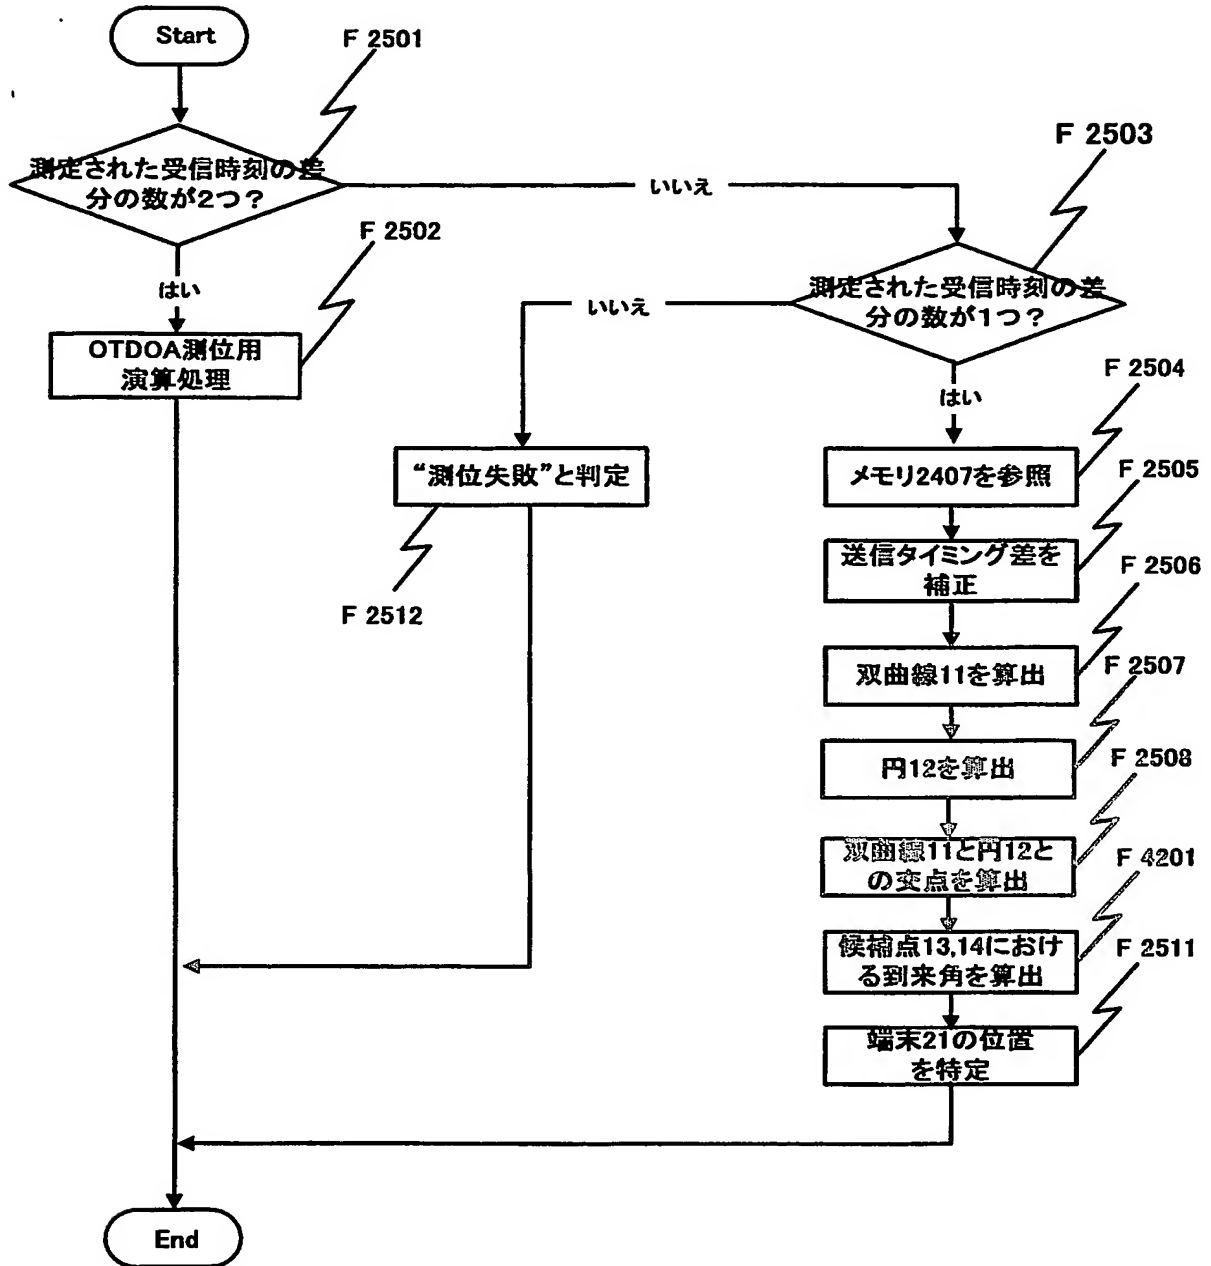 Start
F 2501
測定された受信時刻の差
分の数が2つ？
いいえ
F 2503
F 2502
はい
測定された受信時刻の差
分の数が1つ？
いいえ
OTDOA測位用
演算処理
はい
F 2504
“測位失敗”と判定
メモリ2407を参照
F 2505
送信タイミング差を
補正
F 2506
F 2512
双曲線11を算出
F 2507
円12を算出
F 2508
双曲線11と円12と
の交点を算出
F 4201
候補点13,14におけ
る到来角を算出
F 2511
端末21の位置
を特定
End